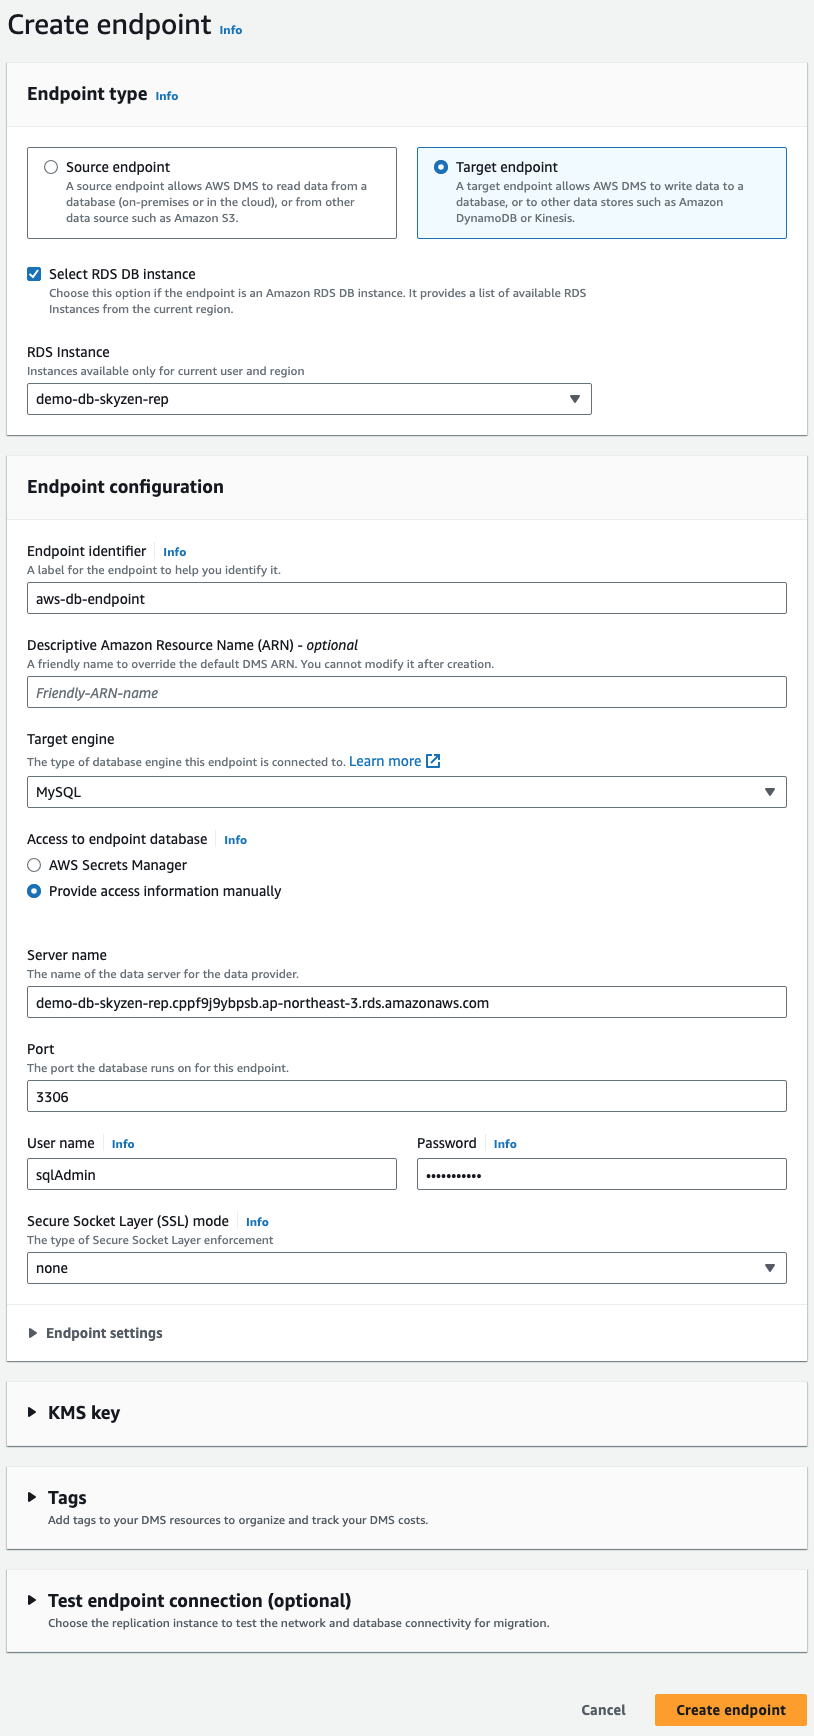 Create endpoint Info
Endpoint type Info
Source endpoint
A source endpoint allows AWS DMS to read data from a
database (on-premises or in the cloud), or from other
data source such as Amazon S3.
Target endpoint
A target endpoint allows AWS DMS to write data to a
database, or to other data stores such as Amazon
DynamoDB or Kinesis.
Select RDS DB instance
Choose this option if the endpoint is an Amazon RDS DB instance. It provides a list of available RDS
Instances from the current region.
RDS Instance
Instances available only for current user and region
demo-db-skyzen-rep
Endpoint configuration
Endpoint identifier Info
A label for the endpoint to help you identify it.
aws-db-endpoint
Descriptive Amazon Resource Name (ARN) - optional
A friendly name to override the default DMS ARN. You cannot modify it after creation.
Friendly-ARN-name
Target engine
The type of database engine this endpoint is connected to. Learn more
MySQL
Access to endpoint database Info
AWS Secrets Manager
Provide access information manually
Server name
The name of the data server for the data provider.
demo-db-skyzen-rep.cppf9j9ybpsb.ap-northeast-3.rds.amazonaws.com
Port
The port the database runs on for this endpoint.
3306
User name Info
sqlAdmin
Password Info
•••••••••••
Secure Socket Layer (SSL) mode Info
The type of Secure Socket Layer enforcement
none
Endpoint settings
KMS key
Tags
Add tags to your DMS resources to organize and track your DMS costs.
Test endpoint connection (optional)
Choose the replication instance to test the network and database connectivity for migration.
Cancel
Create endpoint